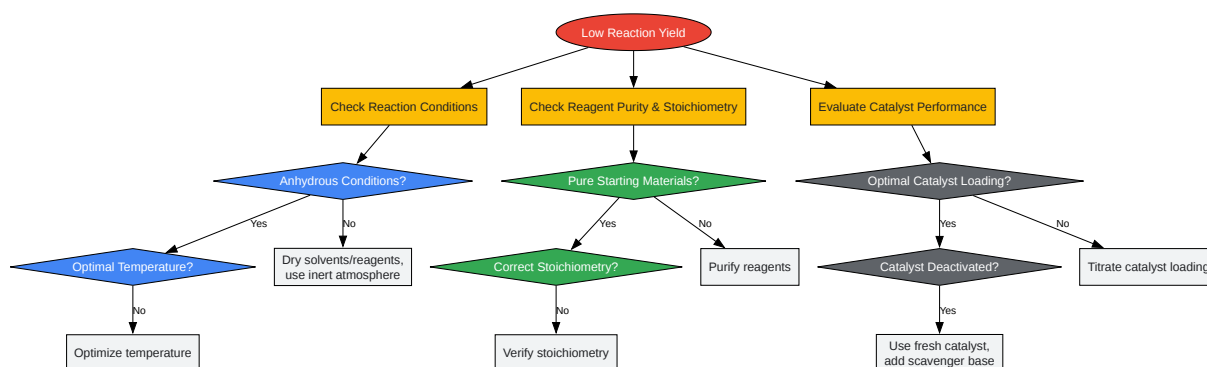 Low Reaction Yield
Check Reaction Conditions
Check Reagent Purity & Stoichiometry
Evaluate Catalyst Performance
Anhydrous Conditions?
Pure Starting Materials?
Optimal Catalyst Loading?
Yes
No
Yes
No
Yes
No
Optimal Temperature?
Dry solvents/reagents,
use inert atmosphere
Correct Stoichiometry?
Purify reagents
Catalyst Deactivated?
Titrate catalyst loading
No
No
Yes
Optimize temperature
Verify stoichiometry
Use fresh catalyst,
add scavenger base